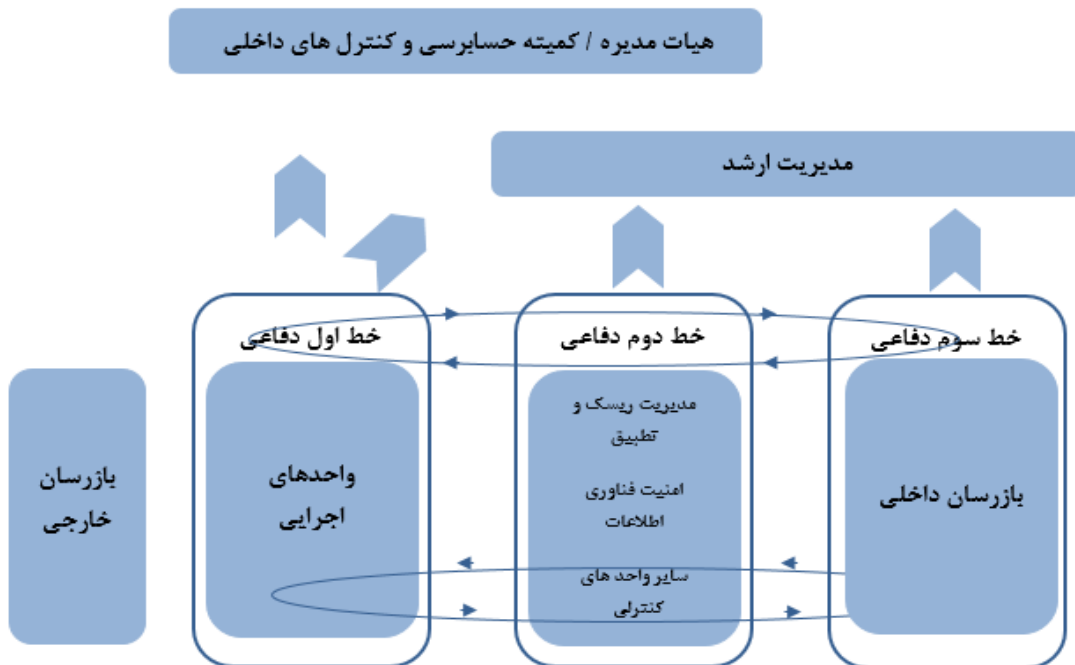 هیات مدیره / کمیته حسابرسی و کنترل های داخلی
مدیریت ارشد
خط سوم دفاعی
خط دوم دفاعی
خط اول دفاعی
بازرسان داخلی
مدیریت ریسک و
تطبیق
امنیت فناوری
اطلاعات
سایر واحد های
کنترلی
واحدهای
اجرایی
بازرسان
خارجی